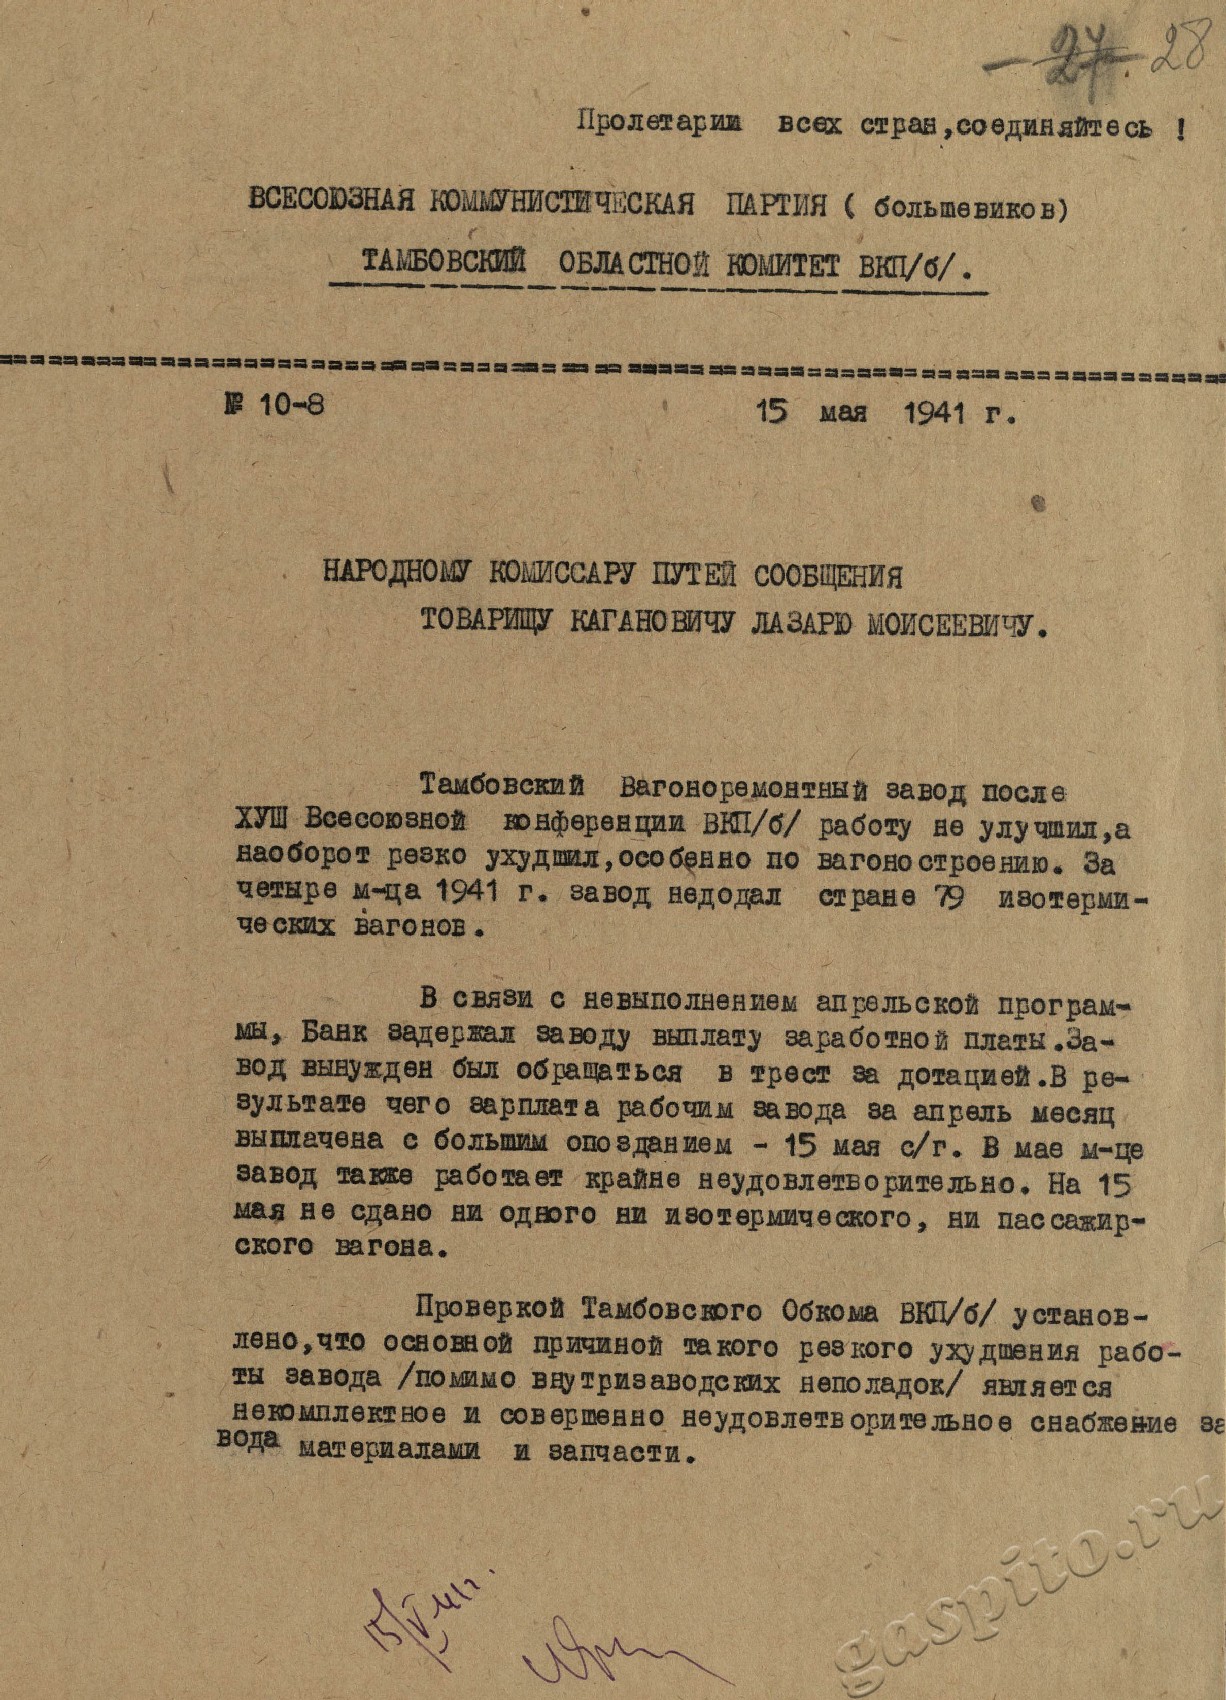 - 27. 28
Пролетарии всех стран,соединяйтесь !
ВСЕСОЮЗНАЯ КОММУНИСТИЧЕСКАЯ ПАРТИЯ ( большевиков)
ТАМБОВСКИЙ ОБЛАСТНОЙ КОМИТЕТ ВКП/б/.
№ 10-8 15 мая 1941 г.
НАРОДНОМУ КОМИССАРУ ПУТЕЙ СООБЩЕНИЯ
ТОВАРИЩУ КАГАНОВИЧУ ЛАЗАРЮ МОИСЕЕВИЧУ.
Тамбовский Вагоноремонтный завод после
ХУШ Всесоюзной конференции ВКП/б/ работу не улучшил,а
наоборот резко ухудшил,особенно по вагоностроению. За
четыре м-ца 1941 г. завод недодал стране 79 изотерми-
ческих вагонов.
В связи с невыполнением апрельской програм-
мы, Банк задержал заводу выплату заработной платы.За-
вод вынужден был обращаться в трест за дотацией.В ре-
зультате чего зарплата рабочим завода за апрель месяц
выплачена с большим опозданием - 15 мая с/г. В мае м-це
завод также работает крайне неудовлетворительно. На 15
мая не сдано ни одного ни изотермического, ни пассажир-
ского вагона.
Проверкой Тамбовского Обкома ВКП/б/ установ-
лено,что основной причиной такого резкого ухудшения рабо-
ты завода /помимо внутризаводских неполадок/ является
некомплектное и совершенно неудовлетворительное снабжение за
вода материалами и запчасти.
15/V 41г.
gaspito.ru